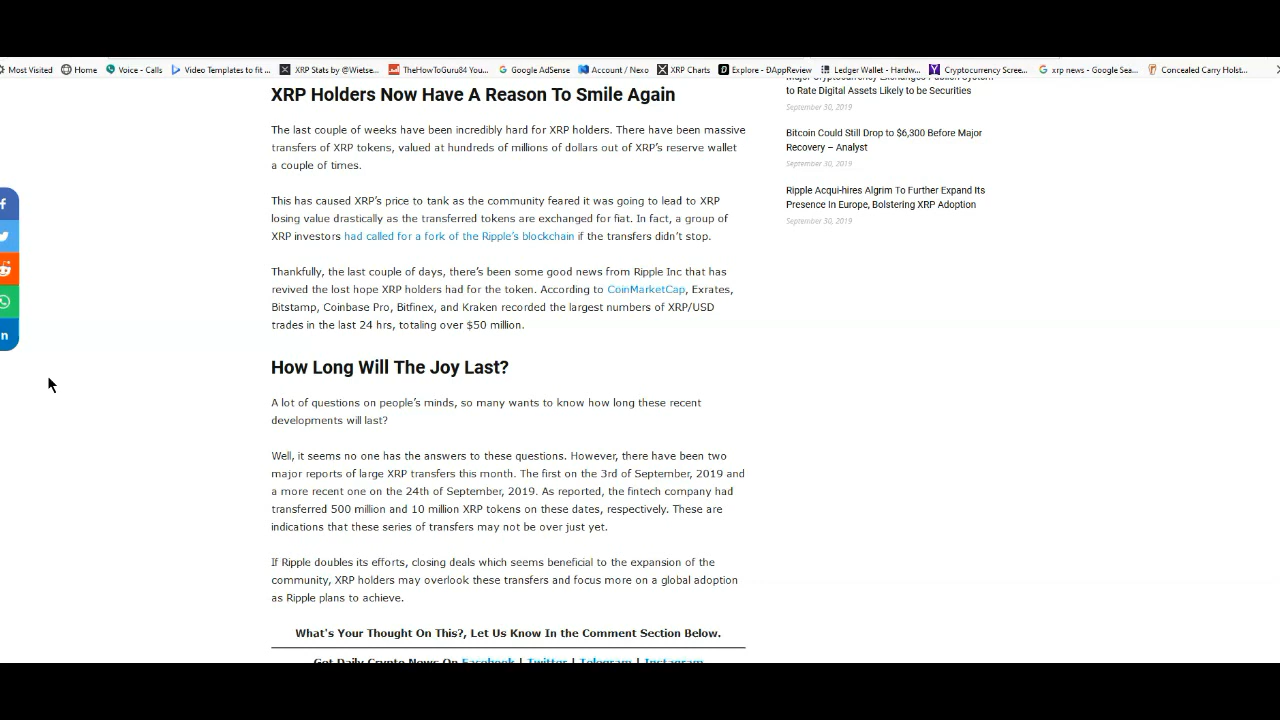 Most Visited
Home
Voice - Calls
Video Templates to fit ...
XRP Stats by @Wietse...
TheHowToGuru84 You...
Google AdSense
Account / Nexo
XRP Charts
Explore - ĐAppReview
Ledger Wallet - Hardw...
Cryptocurrency Scree...
xrp news - Google Sea...
Concealed Carry Holst...
XRP Holders Now Have A Reason To Smile Again
The last couple of weeks have been incredibly hard for XRP holders. There have been massive
transfers of XRP tokens, valued at hundreds of millions of dollars out of XRP's reserve wallet
a couple of times.
This has caused XRP's price to tank as the community feared it was going to lead to XRP
losing value drastically as the transferred tokens are exchanged for fiat. In fact, a group of
XRP investors had called for a fork of the Ripple's blockchain if the transfers didn't stop.
Thankfully, the last couple of days, there's been some good news from Ripple Inc that has
revived the lost hope XRP holders had for the token. According to CoinMarketCap, Exrates,
Bitstamp, Coinbase Pro, Bitfinex, and Kraken recorded the largest numbers of XRP/USD
trades in the last 24 hrs, totaling over $50 million.
How Long Will The Joy Last?
A lot of questions on people's minds, so many wants to know how long these recent
developments will last?
Well, it seems no one has the answers to these questions. However, there have been two
major reports of large XRP transfers this month. The first on the 3rd of September, 2019 and
a more recent one on the 24th of September, 2019. As reported, the fintech company had
transferred 500 million and 10 million XRP tokens on these dates, respectively. These are
indications that these series of transfers may not be over just yet.
If Ripple doubles its efforts, closing deals which seems beneficial to the expansion of the
community, XRP holders may overlook these transfers and focus more on a global adoption
as Ripple plans to achieve.
What's Your Thought On This?, Let Us Know In the Comment Section Below.
Get Daily Crypto News On Facebook | Twitter | Telegram | Instagram
Major Cryptocurrency Exchanges Publish System
to Rate Digital Assets Likely to be Securities
September 30, 2019
Bitcoin Could Still Drop to $6,300 Before Major
Recovery – Analyst
September 30, 2019
Ripple Acqui-hires Algrim To Further Expand Its
Presence In Europe, Bolstering XRP Adoption
September 30, 2019